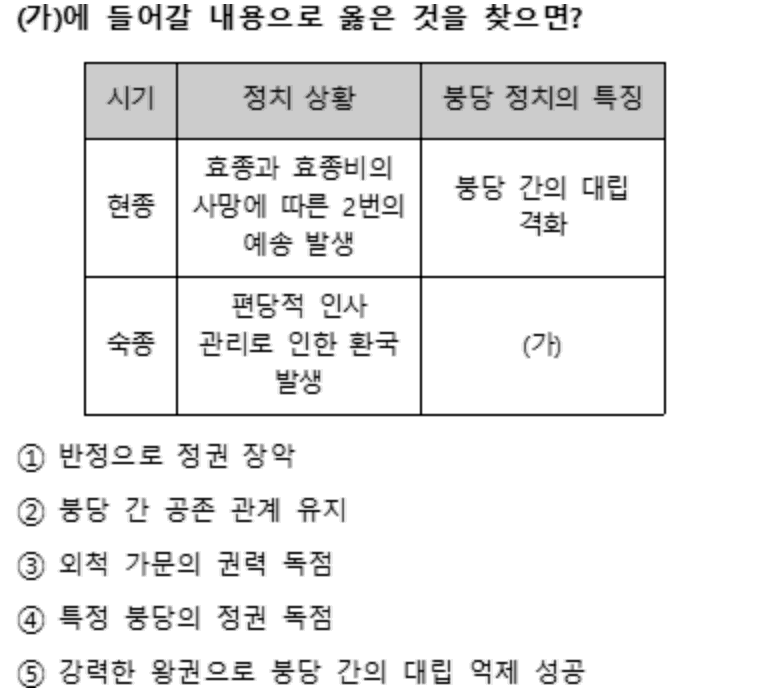 (가)에 들어갈 내용으로 옳은 것을 찾으면?
시기 정치 상황 붕당 정치의 특징
현종
효종과 효종비의
사망에 따른 2번의
예송 발생
붕당 간의 대립
격화
숙종
편당적 인사
관리로 인한 환국
발생
(가)
① 반정으로 정권 장악
② 붕당 간 공존 관계 유지
③ 외척 가문의 권력 독점
④ 특정 붕당의 정권 독점
⑤ 강력한 왕권으로 붕당 간의 대립 억제 성공